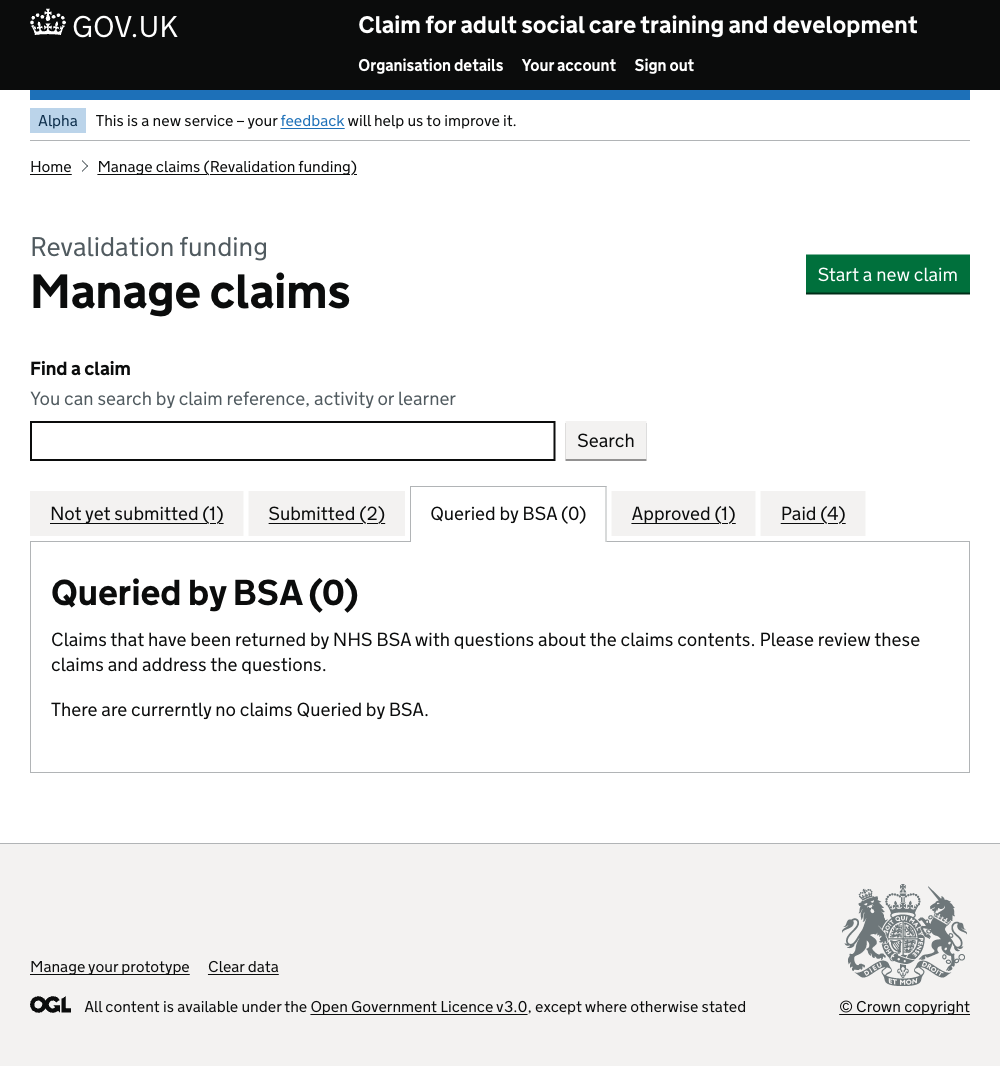 GOV.UK
Claim for adult social care training and development
Organisation details Your account Sign out
Alpha This is a new service – your feedback will help us to improve it.
Home > Manage claims (Revalidation funding)
Revalidation funding
Manage claims
Start a new claim
Find a claim
You can search by claim reference, activity or learner
Search
Not yet submitted (1) Submitted (2) Queried by BSA (0) Approved (1) Paid (4)
Queried by BSA (0)
Claims that have been returned by NHS BSA with questions about the claims contents. Please review these
claims and address the questions.
There are currerntly no claims Queried by BSA.
DIEU ET MON DROIT
Manage your prototype Clear data
OGL All content is available under the Open Government Licence v3.0, except where otherwise stated
© Crown copyright